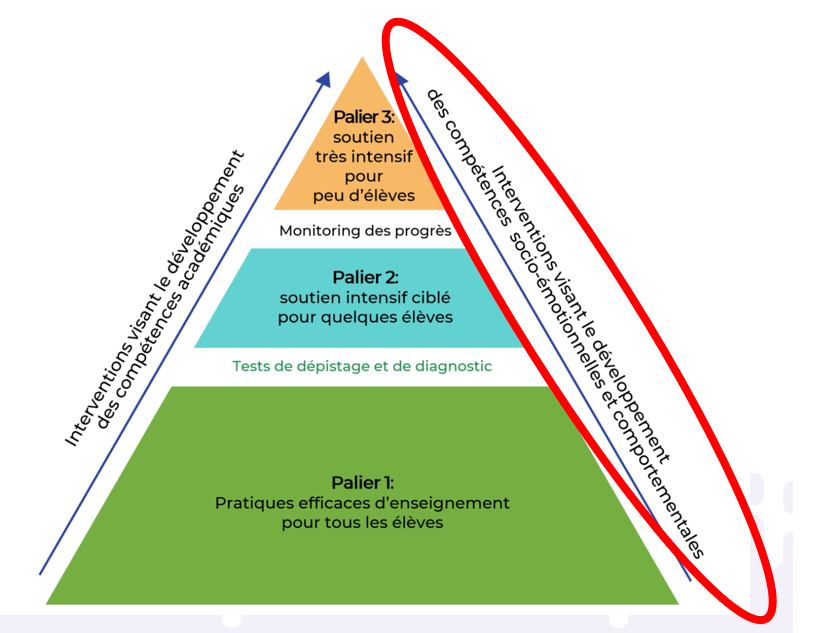 Palier 3:
soutien
très intensif
pour
peu d'élèves
Monitoring des progrès
Palier 2:
soutien intensif ciblé
pour quelques élèves
Tests de dépistage et de diagnostic
Palier 1:
Pratiques efficaces d'enseignement
pour tous les élèves
Interventions visant le développement
des compétences académiques
Interventions visant le développement
des compétences socio-émotionnelles et comportementales